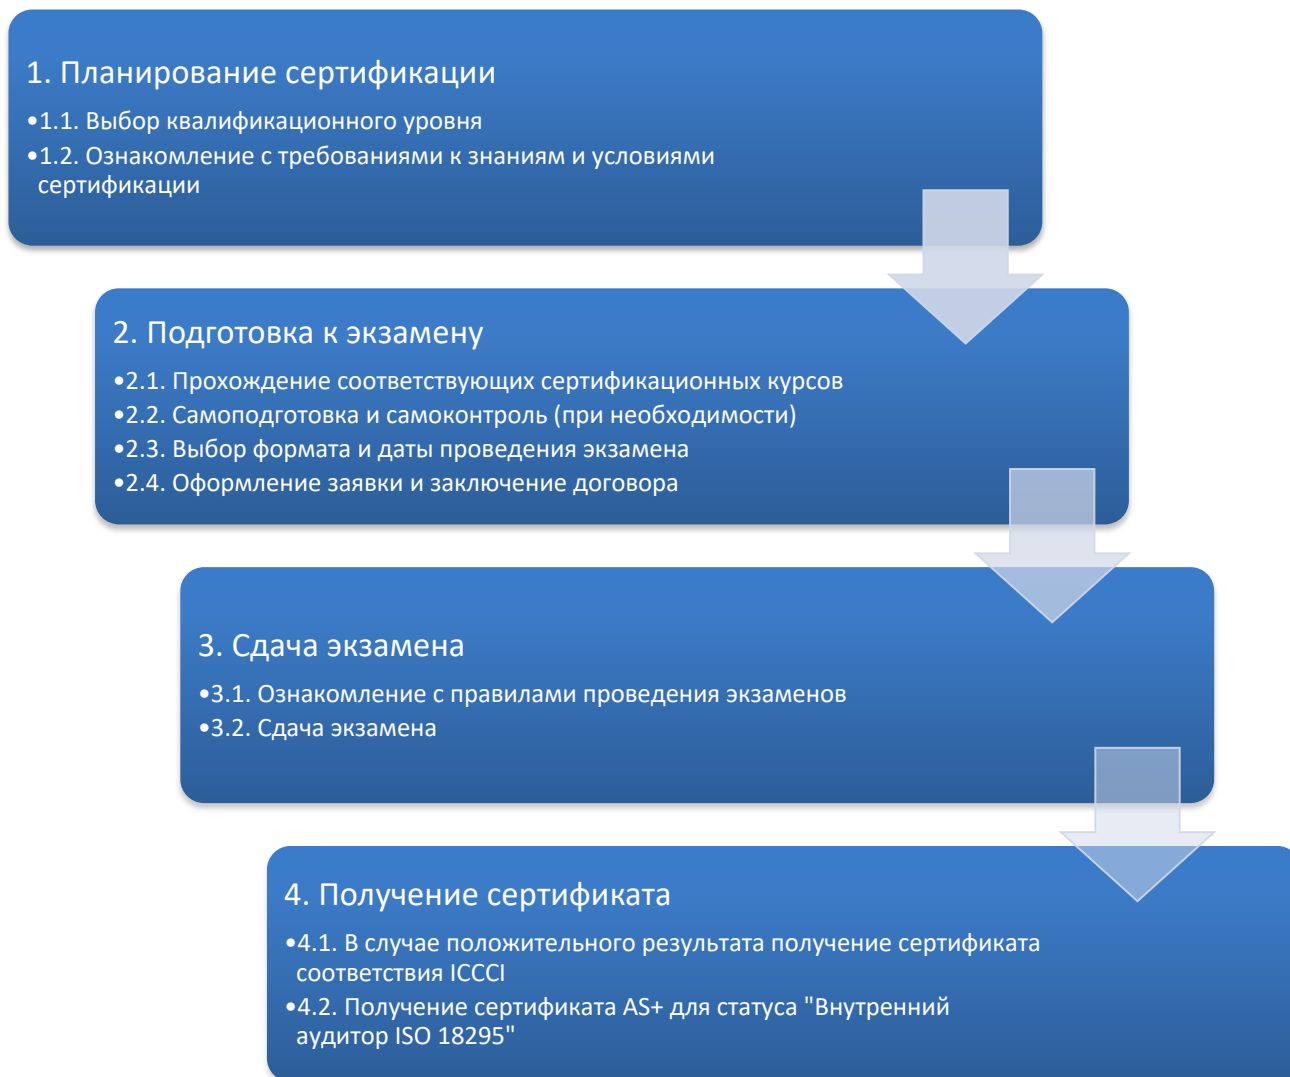 1. Планирование сертификации
•1.1. Выбор квалификационного уровня
•1.2. Ознакомление с требованиями к знаниям и условиями
сертификации
2. Подготовка к экзамену
•2.1. Прохождение соответствующих сертификационных курсов
•2.2. Самоподготовка и самоконтроль (при необходимости)
•2.3. Выбор формата и даты проведения экзамена
•2.4. Оформление заявки и заключение договора
3. Сдача экзамена
•3.1. Ознакомление с правилами проведения экзаменов
•3.2. Сдача экзамена
4. Получение сертификата
•4.1. В случае положительного результата получение сертификата
соответствия ICCCI
•4.2. Получение сертификата AS+ для статуса "Внутренний
аудитор ISO 18295"